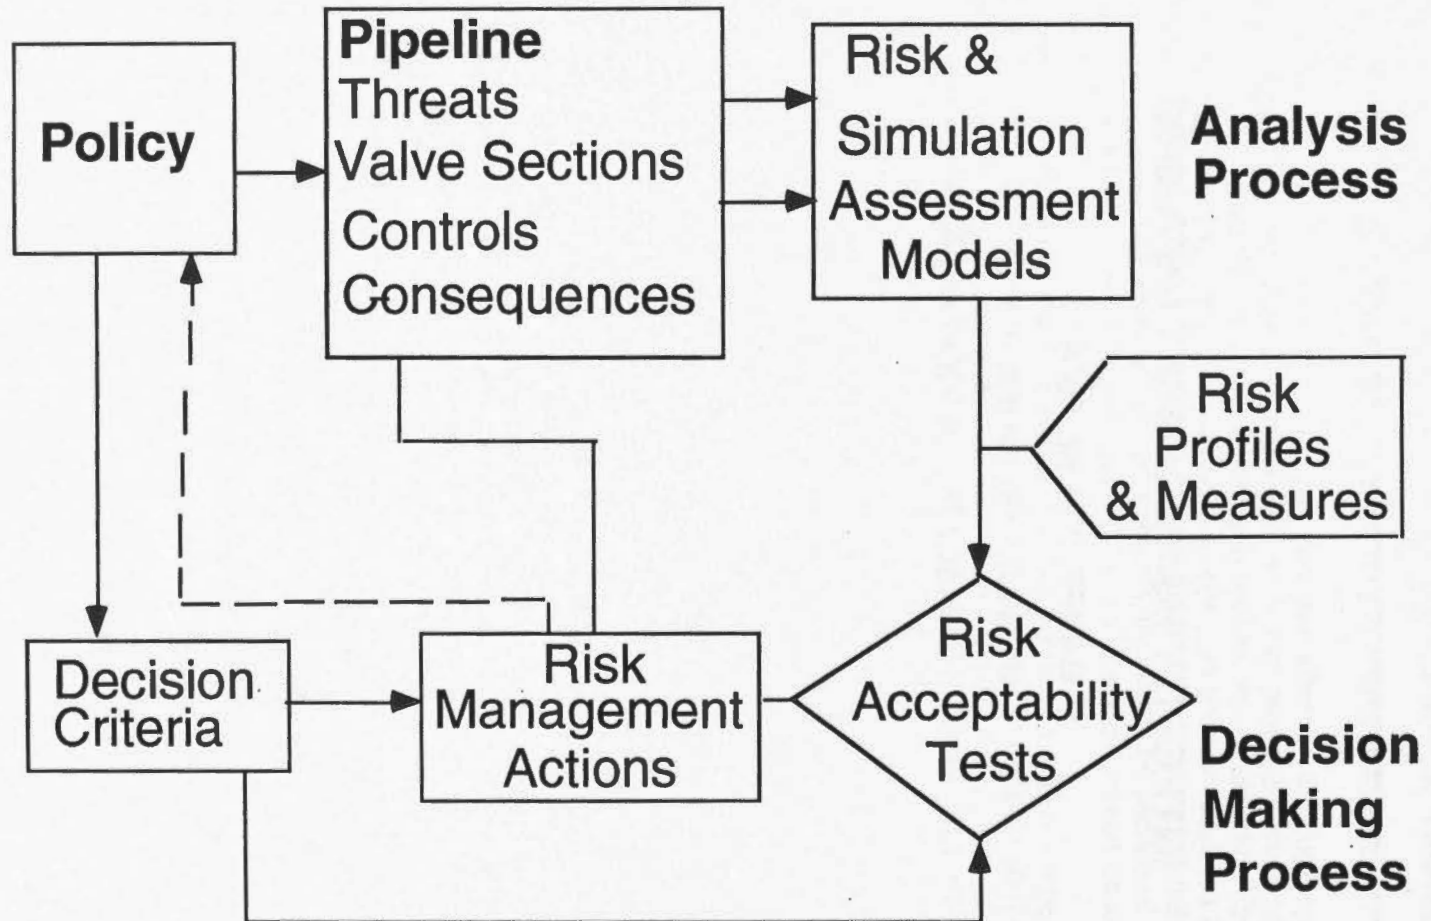 Policy
Pipeline
Threats
Valve Sections
Controls
Consequences
Risk &
Simulation
Assessment
Models
Analysis
Process
Risk
Profiles
& Measures
Decision
Criteria
Risk
Management
Actions
Risk
Acceptability
Tests
Decision
Making
Process